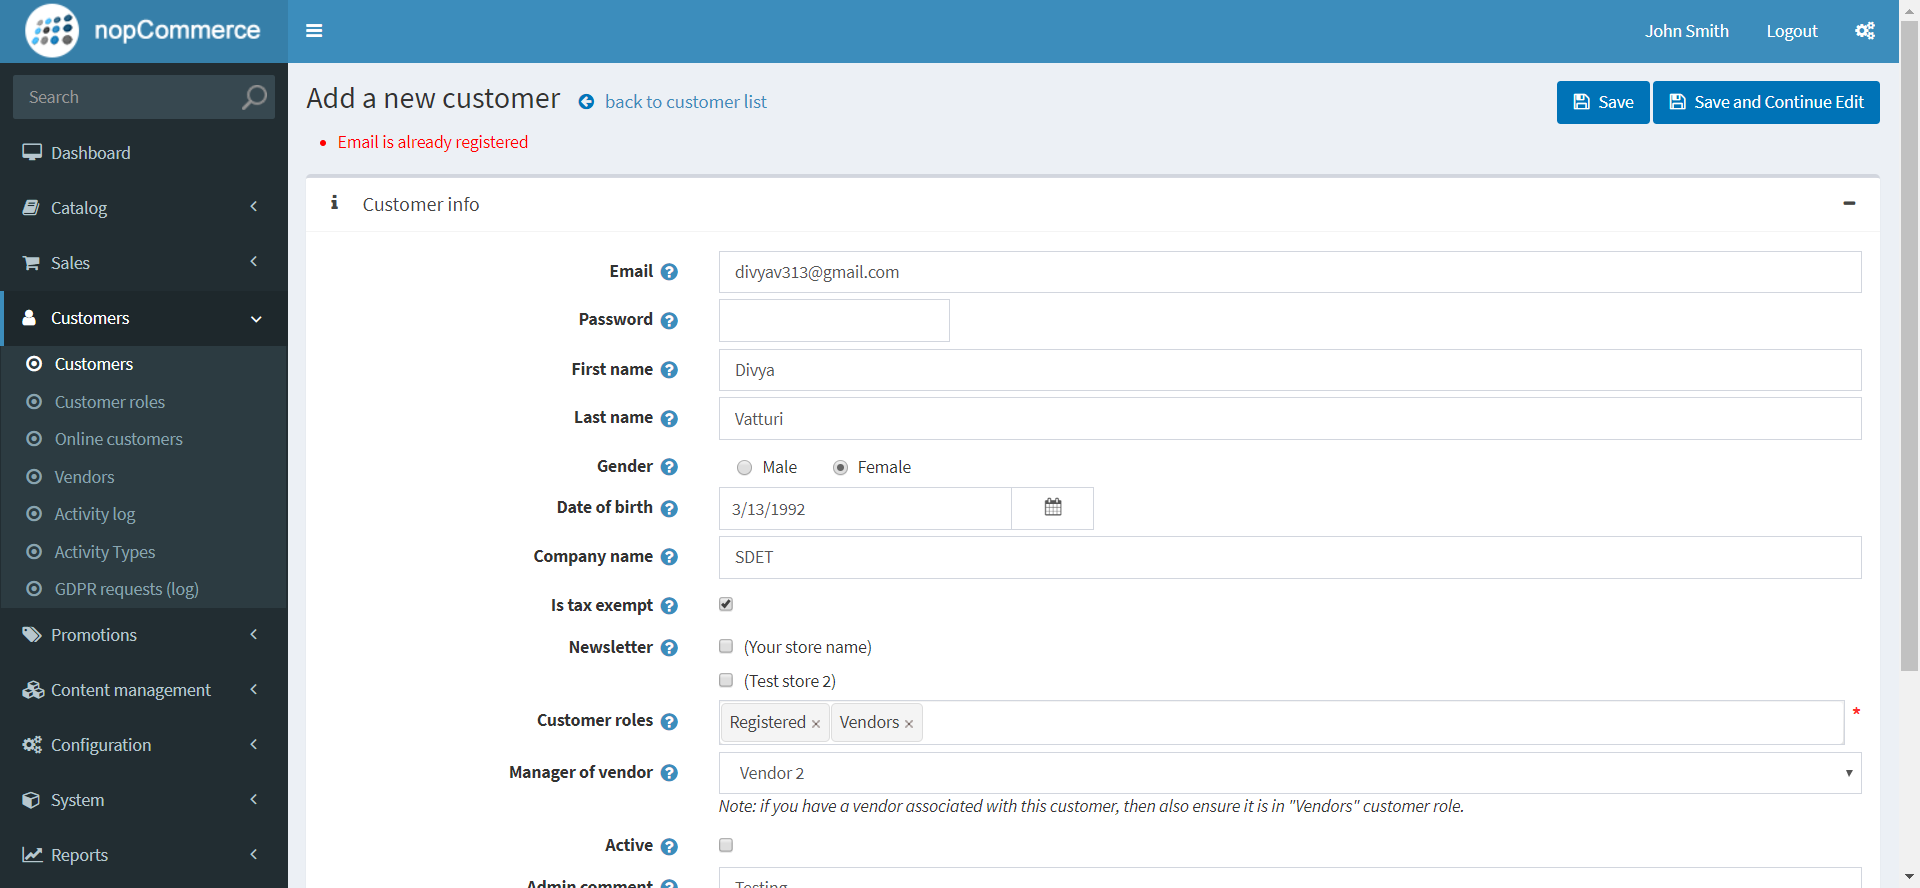 nopCommerce
John Smith Logout
Search
Add a new customer back to customer list
Save Save and Continue Edit
Email is already registered
Dashboard
Catalog
Sales
Customers
Customers
Customer roles
Online customers
Vendors
Activity log
Activity Types
GDPR requests (log)
Promotions
Content management
Configuration
System
Reports
Customer info
Email divyav313@gmail.com
Password
First name Divya
Last name Vatturi
Gender Male Female
Date of birth 3/13/1992
Company name SDET
Is tax exempt
Newsletter (Your store name)
(Test store 2)
Customer roles Registered × Vendors × *
Manager of vendor Vendor 2
Note: if you have a vendor associated with this customer, then also ensure it is in "Vendors" customer role.
Active
Admin comment Testing